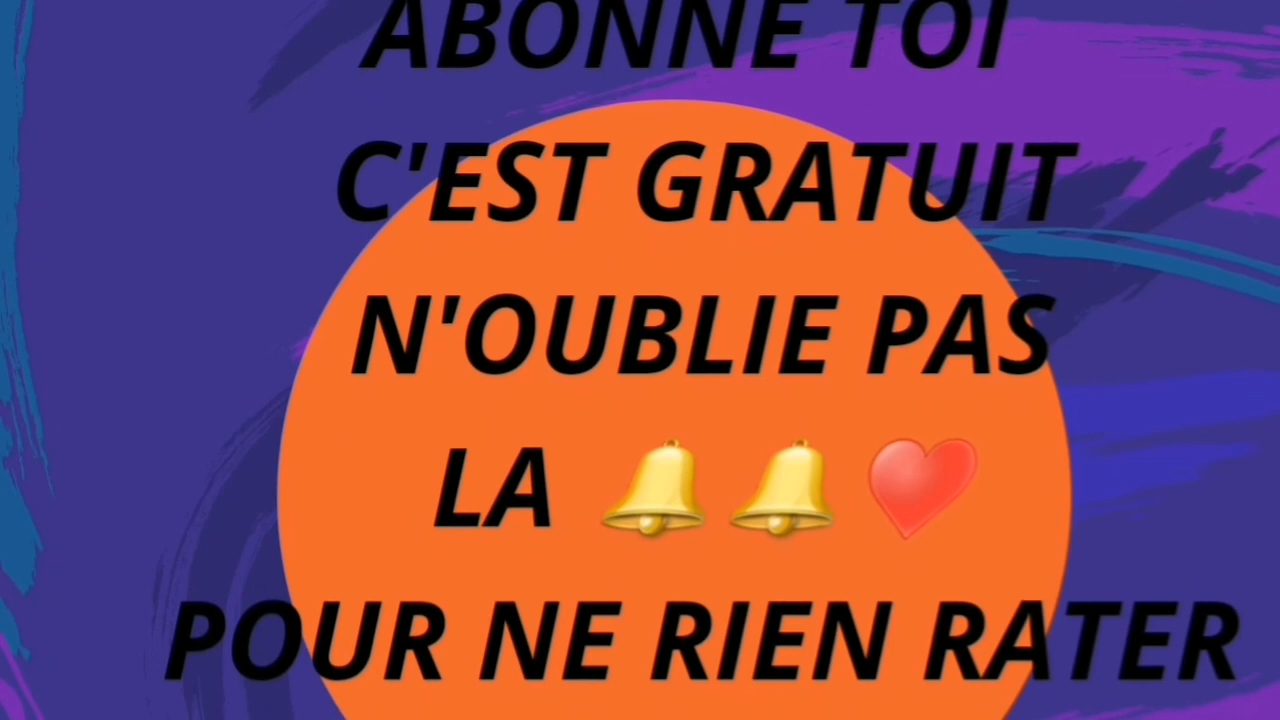 ABONNE TOI
C'EST GRATUIT
N'OUBLIE PAS
LA 🔔🔔❤️
POUR NE RIEN RATER